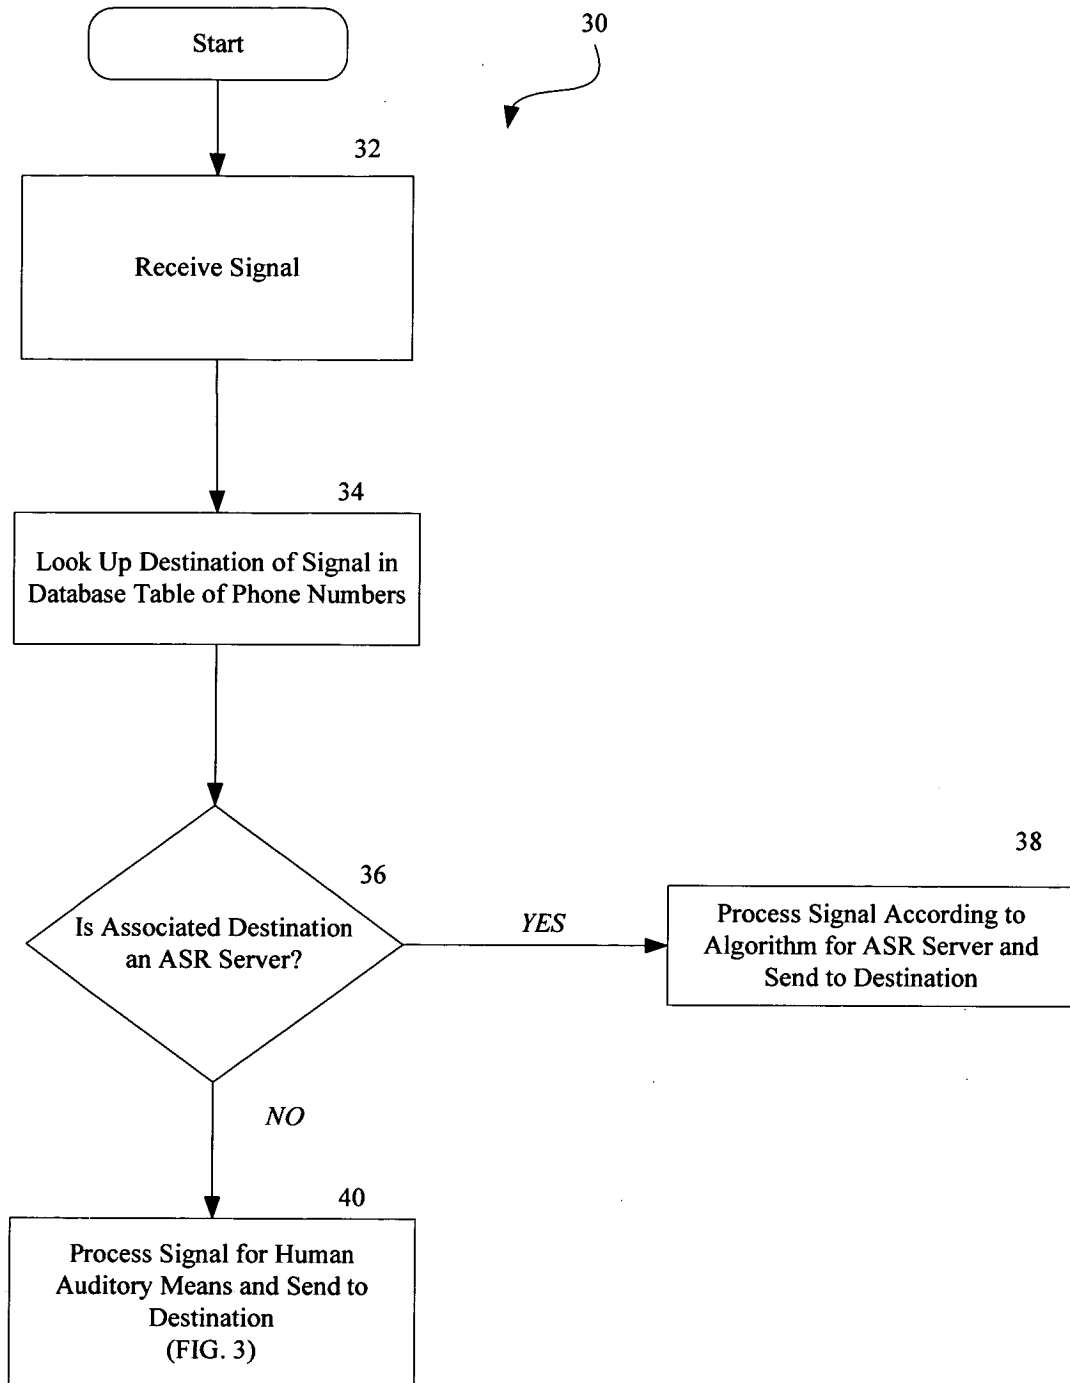 Start
30
32
Receive Signal
34
Look Up Destination of Signal in
Database Table of Phone Numbers
36
Is Associated Destination
an ASR Server?
YES
38
Process Signal According to
Algorithm for ASR Server and
Send to Destination
NO
40
Process Signal for Human
Auditory Means and Send to
Destination
(FIG. 3)